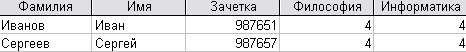 Фамилия Имя Зачетка Философия Информатика
Иванов Иван 987651 4 4
Сергеев Сергей 987657 4 4